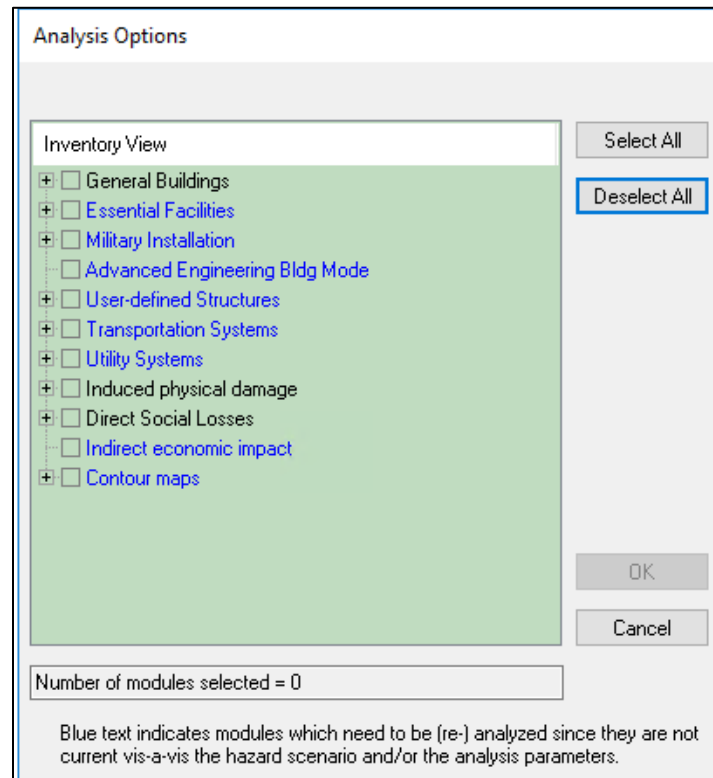 Analysis Options
Inventory View
General Buildings
Essential Facilities
Military Installation
Advanced Engineering Bldg Mode
User-defined Structures
Transportation Systems
Utility Systems
Induced physical damage
Direct Social Losses
Indirect economic impact
Contour maps
Select All
Deselect All
OK
Cancel
Number of modules selected = 0
Blue text indicates modules which need to be (re-) analyzed since they are not
current vis-a-vis the hazard scenario and/or the analysis parameters.